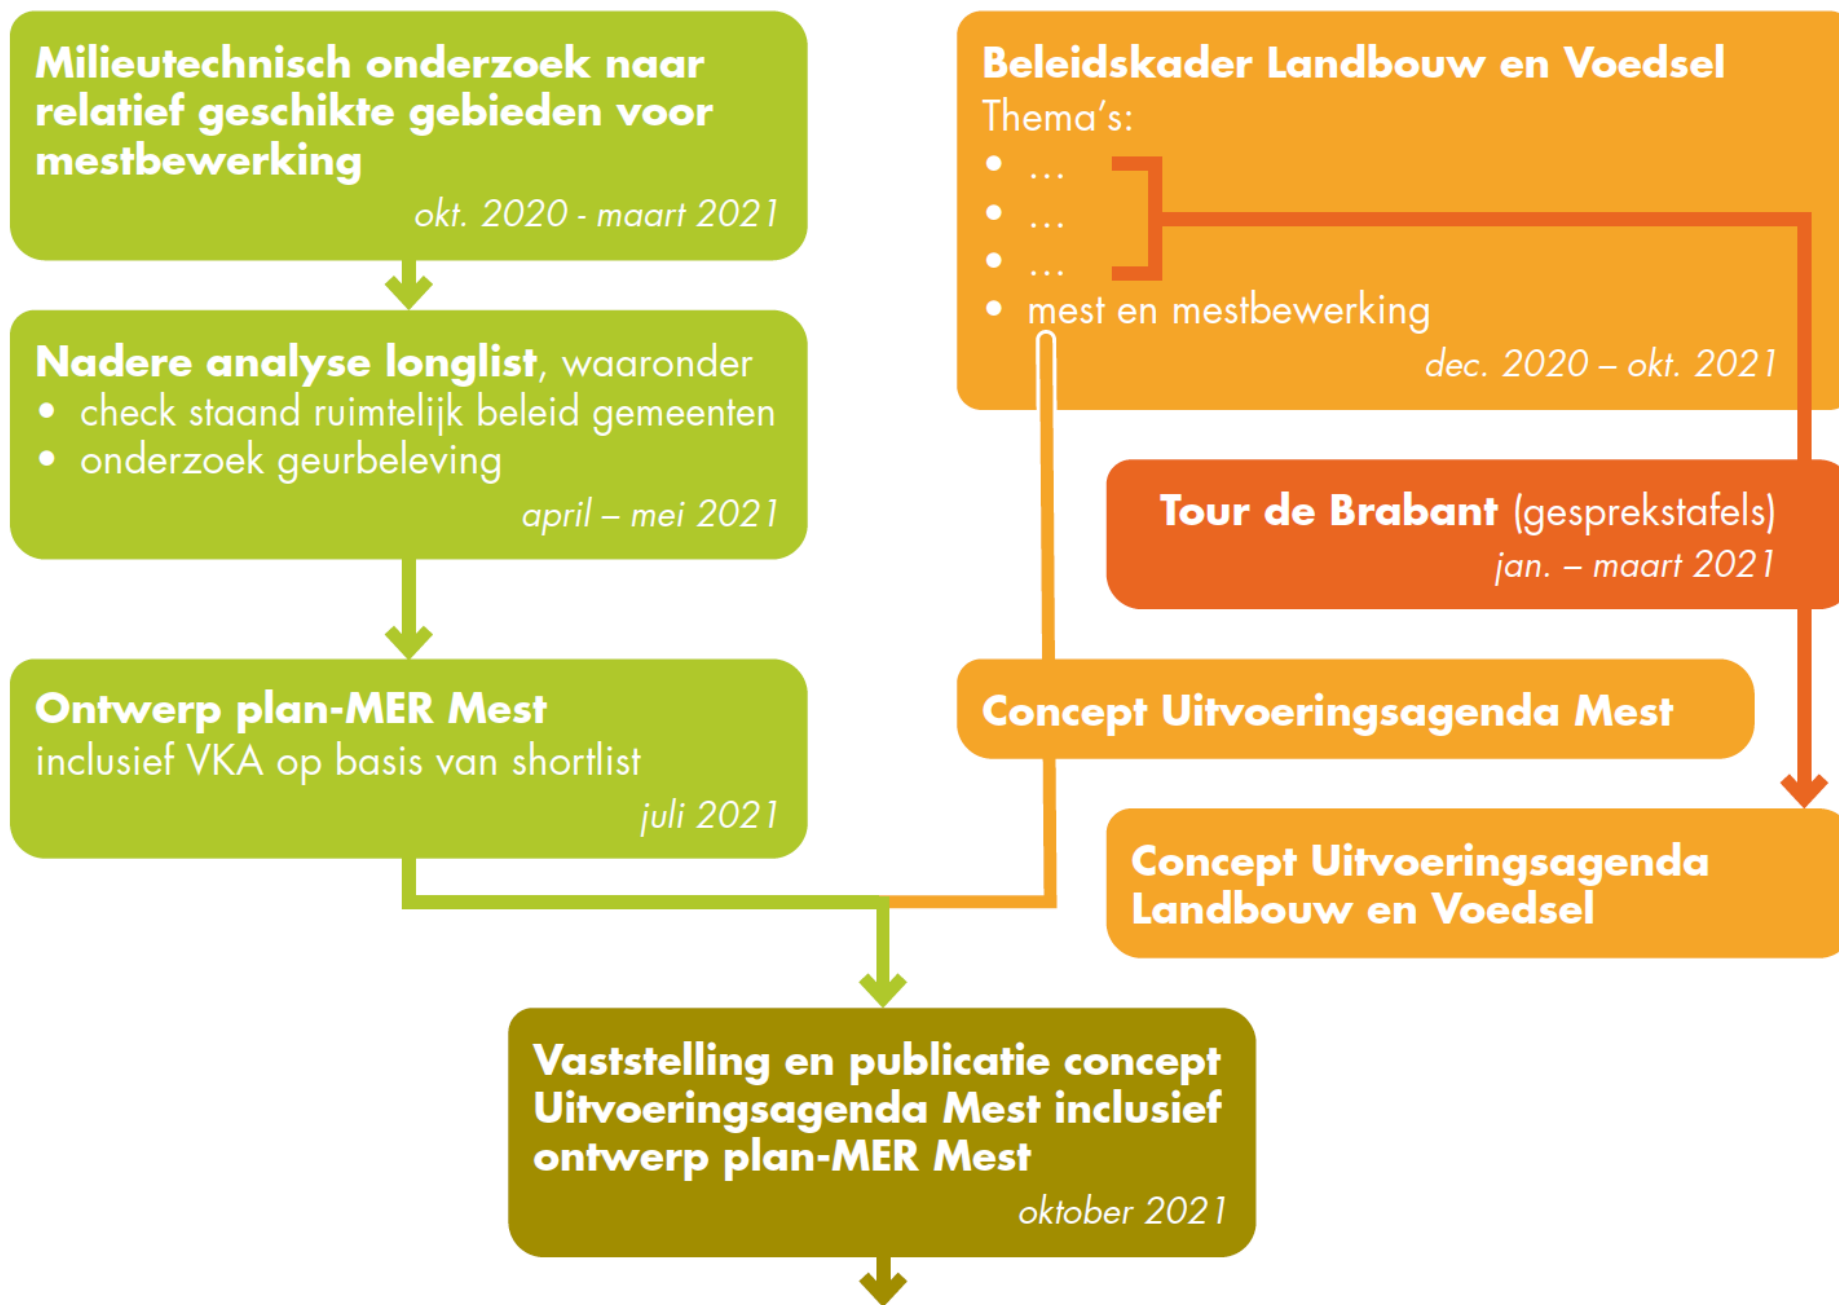 Milieutechnisch onderzoek naar
relatief geschikte gebieden voor
mestbewerking
okt. 2020 - maart 2021
Nadere analyse longlist, waaronder
• check staand ruimtelijk beleid gemeenten
• onderzoek geurbeleving
april – mei 2021
Ontwerp plan-MER Mest
inclusief VKA op basis van shortlist
juli 2021
Beleidskader Landbouw en Voedsel
Thema's:
• ...
• ...
• ...
• mest en mestbewerking
dec. 2020 – okt. 2021
Tour de Brabant (gesprekstafels)
jan. – maart 2021
Concept Uitvoeringsagenda Mest
Concept Uitvoeringsagenda
Landbouw en Voedsel
Vaststelling en publicatie concept
Uitvoeringsagenda Mest inclusief
ontwerp plan-MER Mest
oktober 2021